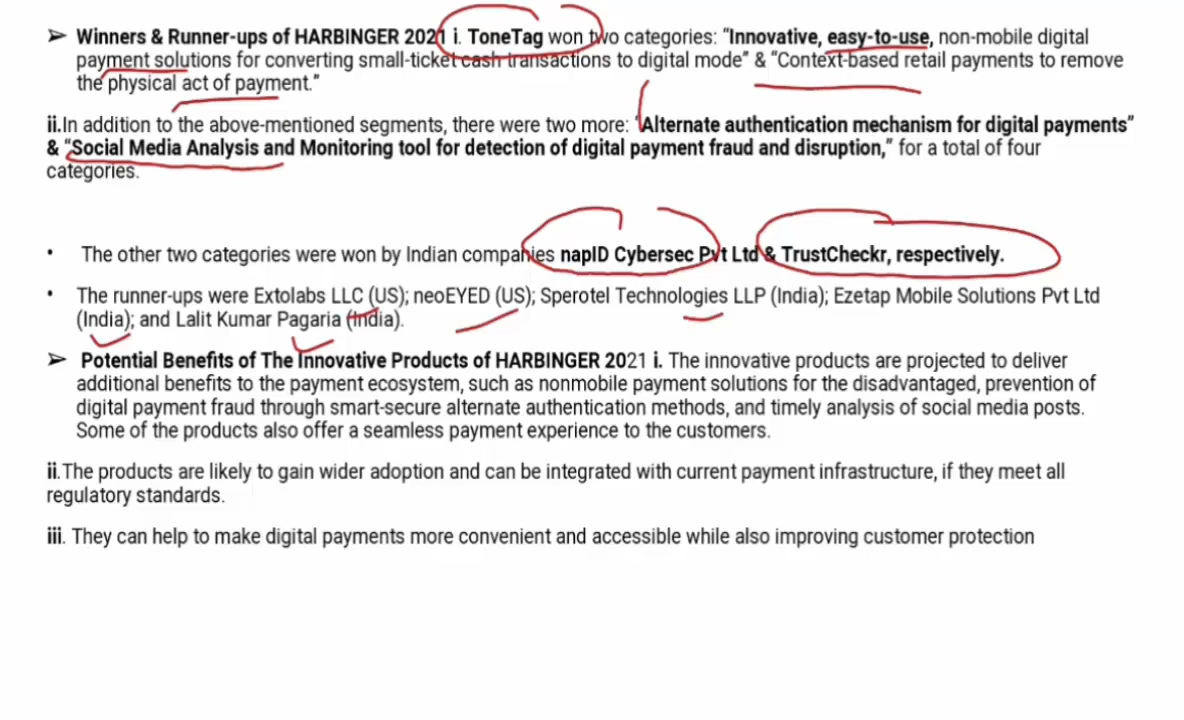 ➢ Winners & Runner-ups of HARBINGER 2021 i. ToneTag won two categories: "Innovative, easy-to-use, non-mobile digital
payment solutions for converting small-ticket cash transactions to digital mode" & "Context-based retail payments to remove
the physical act of payment."
ii.In addition to the above-mentioned segments, there were two more: "Alternate authentication mechanism for digital payments"
& "Social Media Analysis and Monitoring tool for detection of digital payment fraud and disruption," for a total of four
categories.
• The other two categories were won by Indian companies napID Cybersec Pvt Ltd & TrustCheckr, respectively.
• The runner-ups were Extolabs LLC (US); neoEYED (US); Sperotel Technologies LLP (India); Ezetap Mobile Solutions Pvt Ltd
(India); and Lalit Kumar Pagaria (India).
➢ Potential Benefits of The Innovative Products of HARBINGER 2021 i. The innovative products are projected to deliver
additional benefits to the payment ecosystem, such as nonmobile payment solutions for the disadvantaged, prevention of
digital payment fraud through smart-secure alternate authentication methods, and timely analysis of social media posts.
Some of the products also offer a seamless payment experience to the customers.
ii.The products are likely to gain wider adoption and can be integrated with current payment infrastructure, if they meet all
regulatory standards.
iii. They can help to make digital payments more convenient and accessible while also improving customer protection